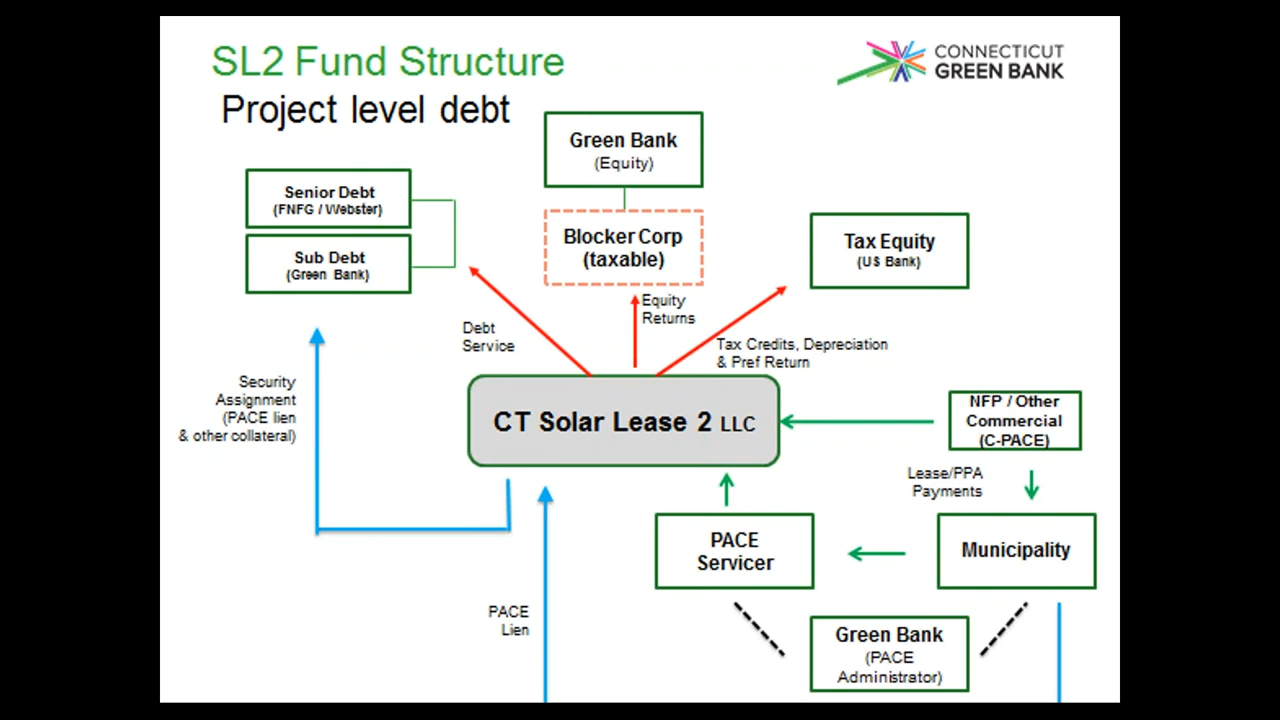 SL2 Fund Structure
Project level debt
CONNECTICUT
GREEN BANK
Green Bank
(Equity)
Senior Debt
(FNFG / Webster)
Sub Debt
(Green Bank)
Blocker Corp
(taxable)
Tax Equity
(US Bank)
Equity
Returns
Debt
Service
Tax Credits, Depreciation
& Pref Return
Security
Assignment
(PACE lien
& other collateral)
CT Solar Lease 2 LLC
NFP / Other
Commercial
(C-PACE)
Lease/PPA
Payments
PACE
Servicer
Municipality
PACE
Lien
Green Bank
(PACE
Administrator)